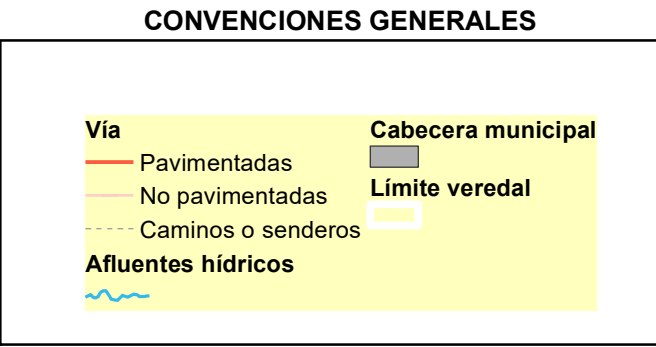 CONVENCIONES GENERALES
Vía
Pavimentadas
No pavimentadas
Caminos o senderos
Afluentes hídricos
Cabecera municipal
Límite veredal